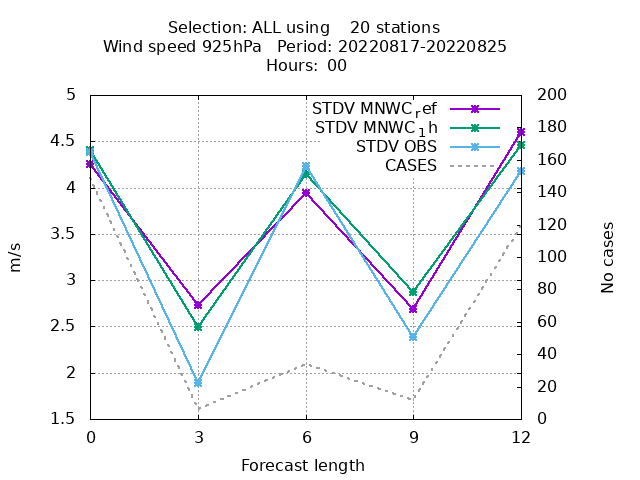 Selection: ALL using    20 stations
Wind speed 925hPa   Period: 20220817-20220825
Hours: 00
STDV MNWC_ref
STDV MNWC_1h
STDV OBS
CASES
5
4.5
4
3.5
3
2.5
2
1.5
m/s
200
180
160
140
120
100
80
60
40
20
0
No cases
0 3 6 9 12
Forecast length